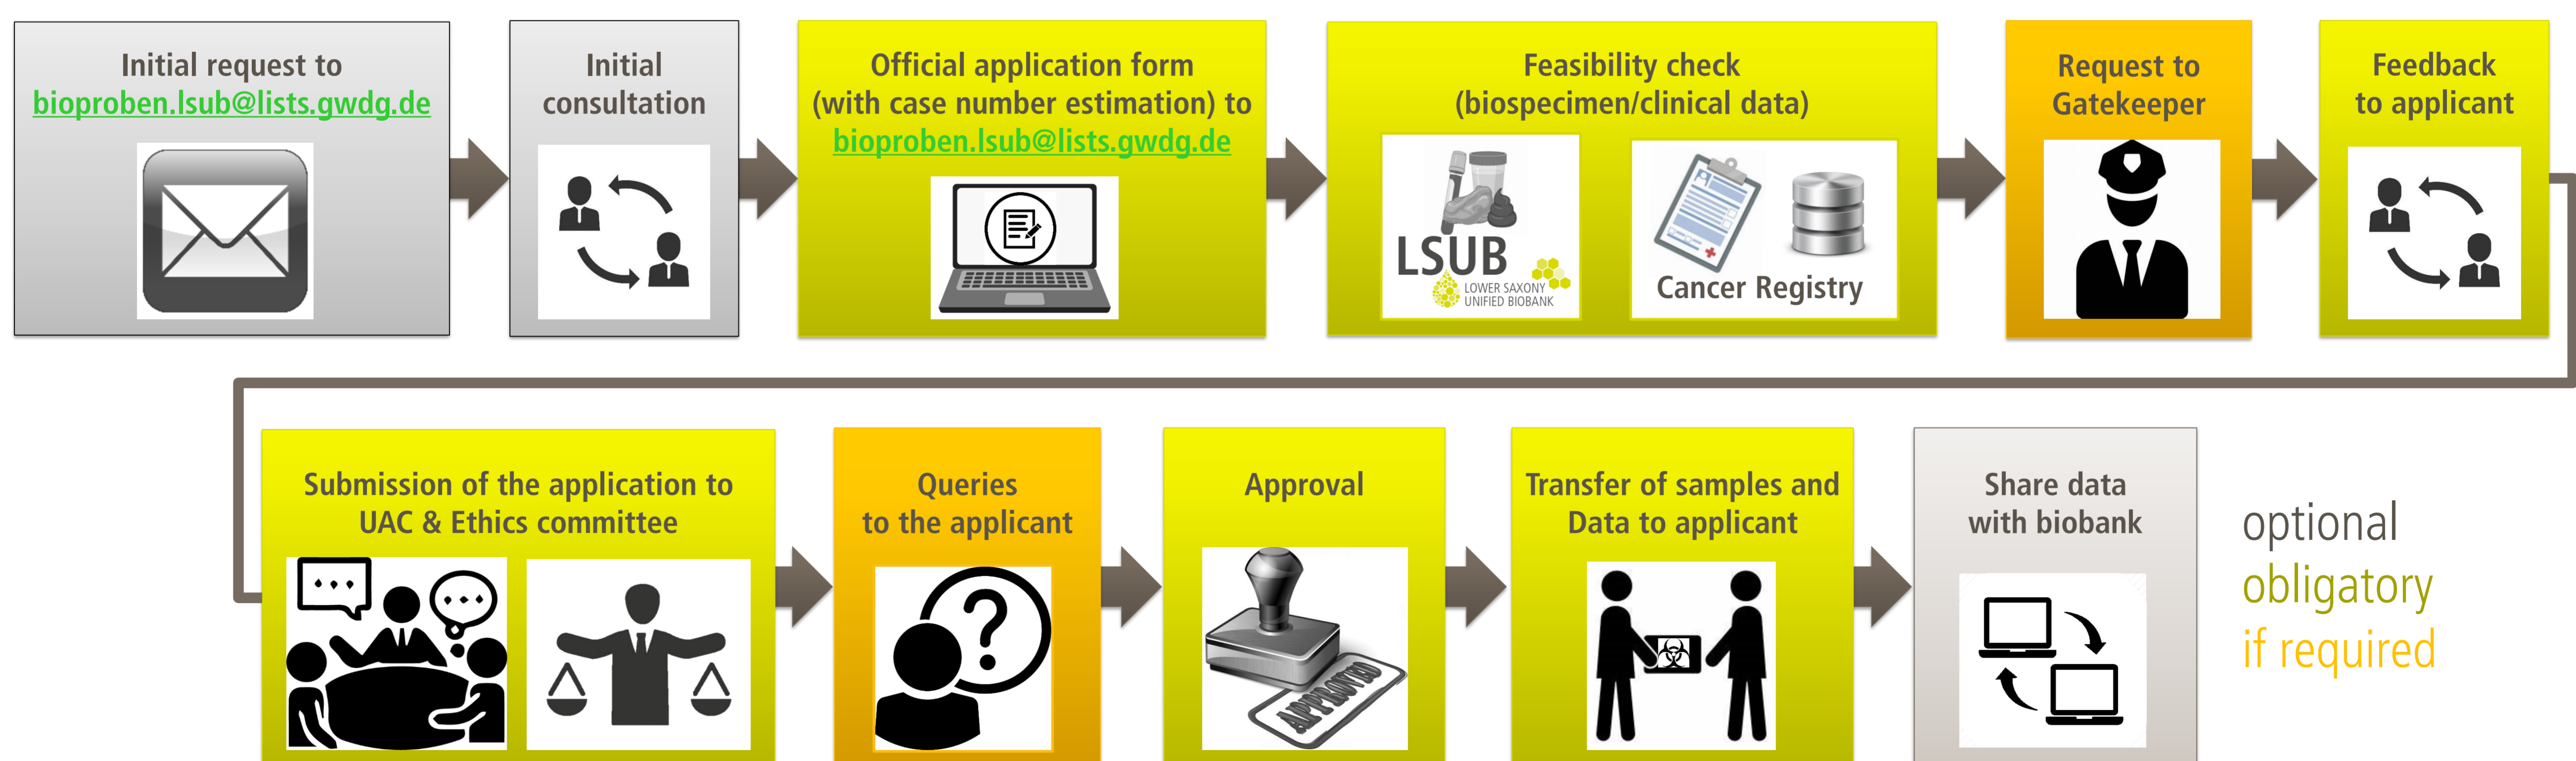 Initial request to
bioproben.lsub@lists.gwdg.de
Initial
consultation
Official application form
(with case number estimation) to
bioproben.lsub@lists.gwdg.de
Feasibility check
(biospecimen/clinical data)
LSUB
LOWER SAXONY
UNIFIED BIOBANK
Cancer Registry
Request to
Gatekeeper
Feedback
to applicant
Submission of the application to
UAC & Ethics committee
Queries
to the applicant
?
Approval
APPROVED
Transfer of samples and
Data to applicant
Share data
with biobank
optional
obligatory
if required